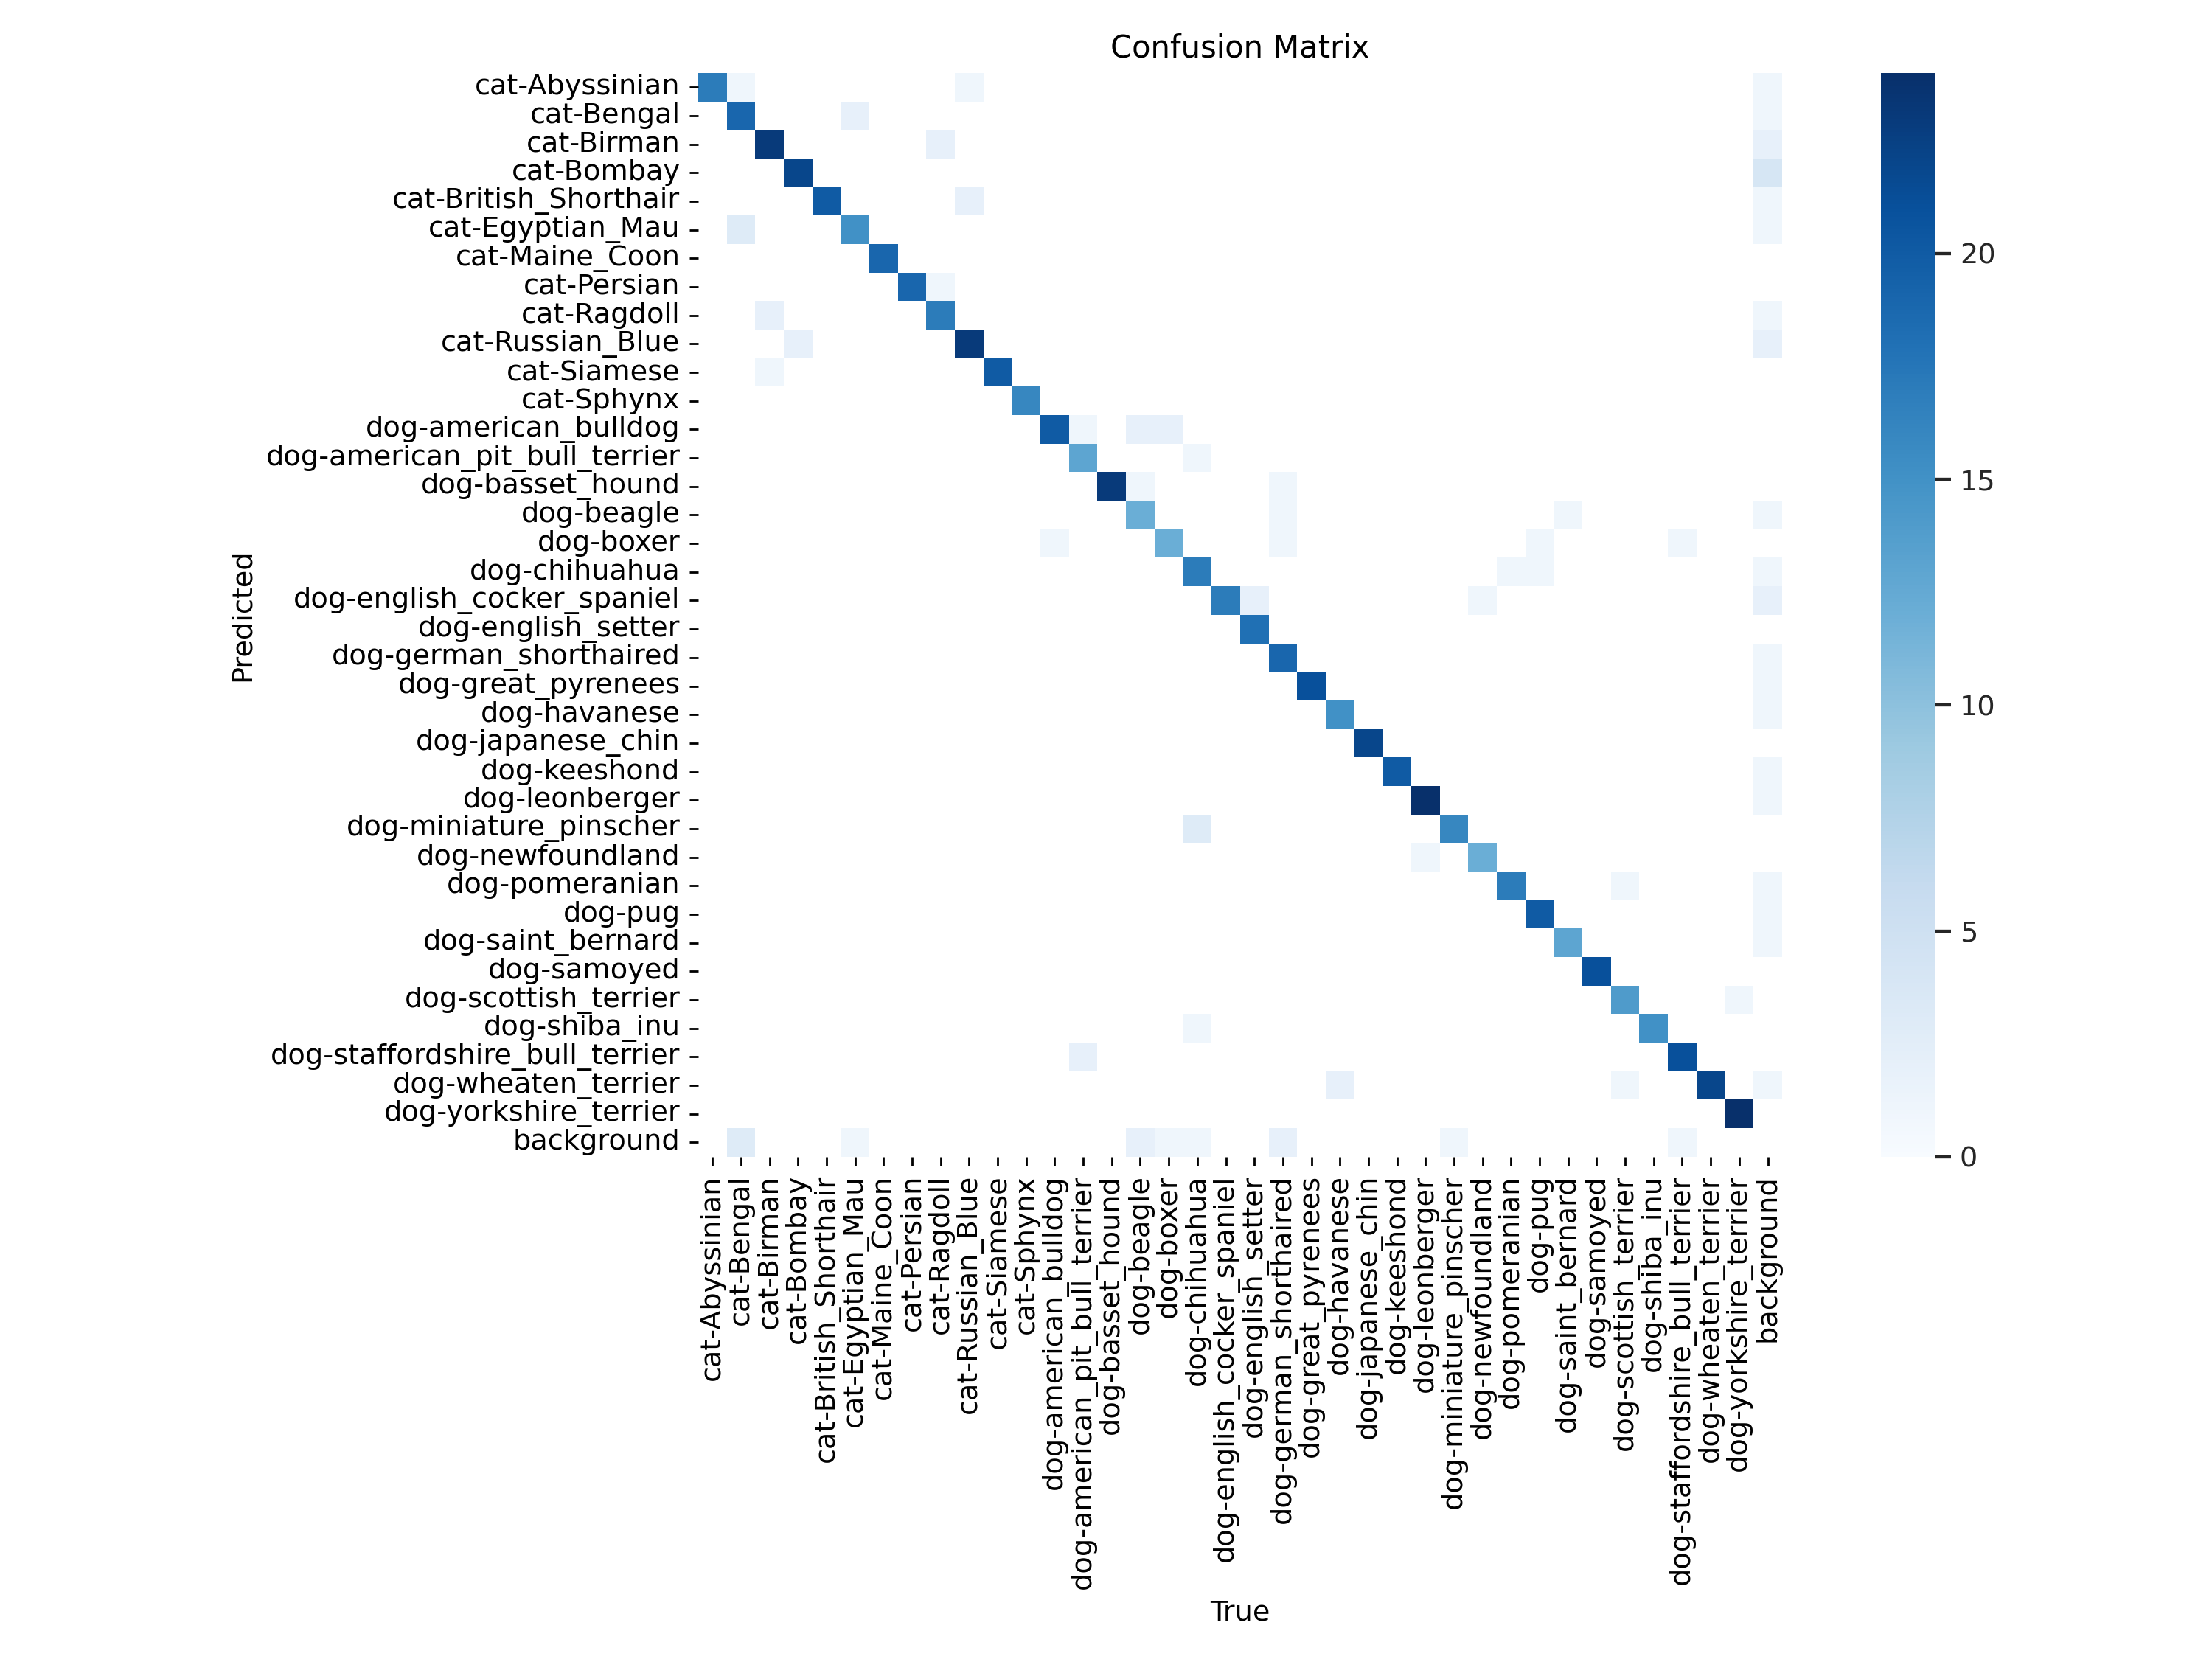 Confusion Matrix
cat-Abyssinian
cat-Bengal
cat-Birman
cat-Bombay
cat-British_Shorthair
cat-Egyptian_Mau
cat-Maine_Coon
cat-Persian
cat-Ragdoll
cat-Russian_Blue
cat-Siamese
cat-Sphynx
dog-american_bulldog
dog-american_pit_bull_terrier
dog-basset_hound
dog-beagle
dog-boxer
dog-chihuahua
dog-english_cocker_spaniel
dog-english_setter
dog-german_shorthaired
dog-great_pyrenees
dog-havanese
dog-japanese_chin
dog-keeshond
dog-leonberger
dog-miniature_pinscher
dog-newfoundland
dog-pomeranian
dog-pug
dog-saint_bernard
dog-samoyed
dog-scottish_terrier
dog-shiba_inu
dog-staffordshire_bull_terrier
dog-wheaten_terrier
dog-yorkshire_terrier
background
Predicted
cat-Abyssinian
cat-Bengal
cat-Birman
cat-Bombay
cat-British_Shorthair
cat-Egyptian_Mau
cat-Maine_Coon
cat-Persian
cat-Ragdoll
cat-Russian_Blue
cat-Siamese
cat-Sphynx
dog-american_bulldog
dog-american_pit_bull_terrier
dog-basset_hound
dog-beagle
dog-boxer
dog-chihuahua
dog-english_cocker_spaniel
dog-english_setter
dog-german_shorthaired
dog-great_pyrenees
dog-havanese
dog-japanese_chin
dog-keeshond
dog-leonberger
dog-miniature_pinscher
dog-newfoundland
dog-pomeranian
dog-pug
dog-saint_bernard
dog-samoyed
dog-scottish_terrier
dog-shiba_inu
dog-staffordshire_bull_terrier
dog-wheaten_terrier
dog-yorkshire_terrier
background
True
20
15
10
5
0